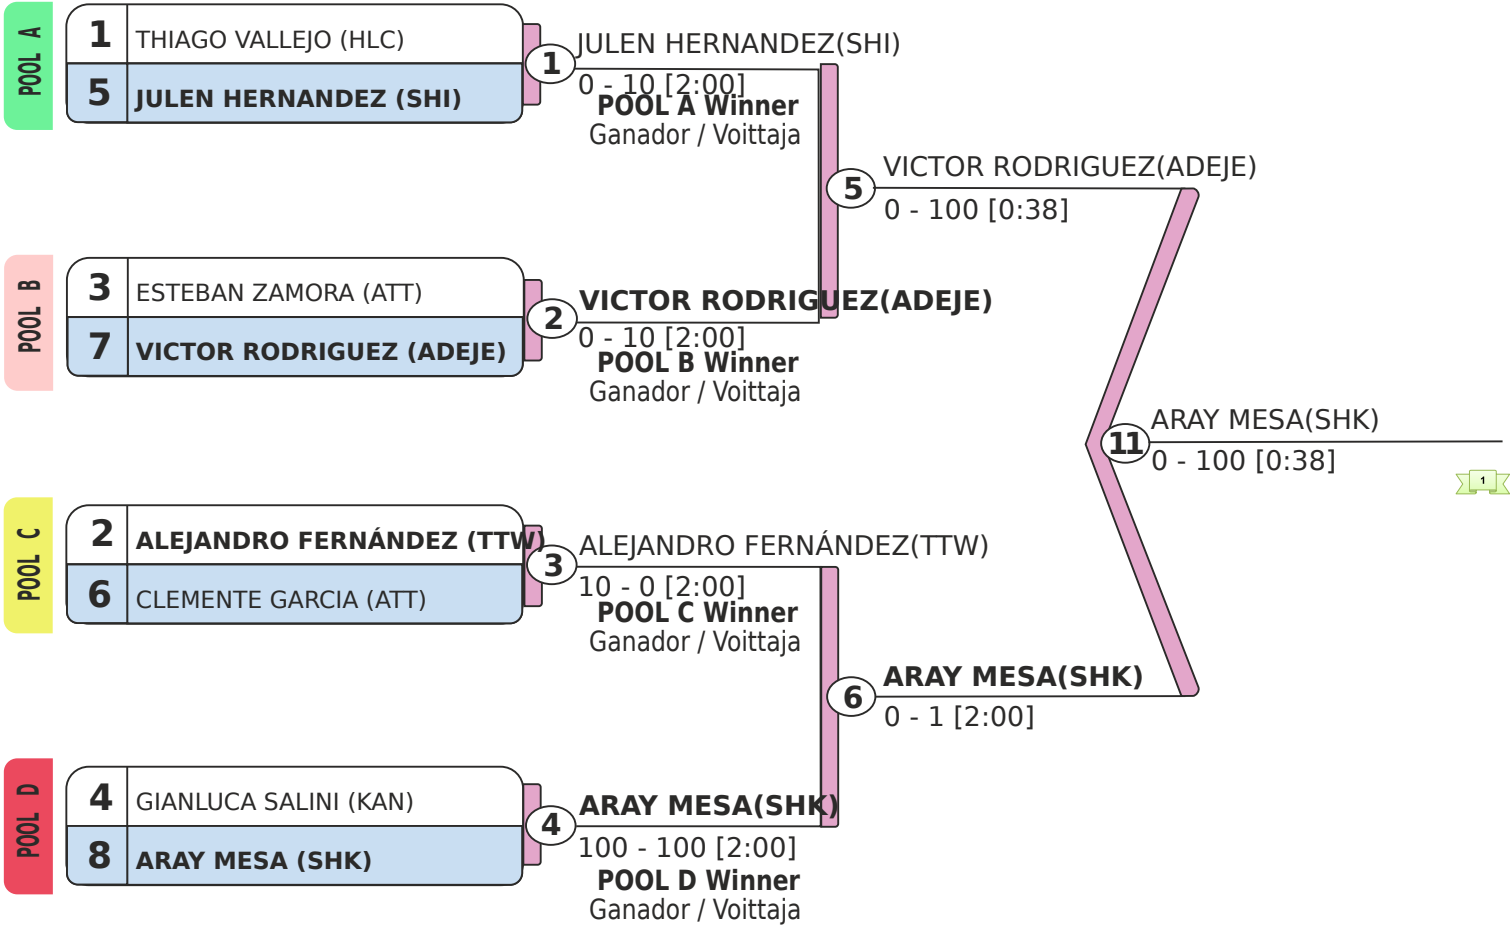 POOL A
1 THIAGO VALLEJO (HLC)
5 JULEN HERNANDEZ (SHI)
1
JULEN HERNANDEZ(SHI)
0 - 10 [2:00]
POOL A Winner
Ganador / Voittaja
5
VICTOR RODRIGUEZ(ADEJE)
0 - 100 [0:38]
POOL B
3 ESTEBAN ZAMORA (ATT)
7 VICTOR RODRIGUEZ (ADEJE)
2
VICTOR RODRIGUEZ(ADEJE)
0 - 10 [2:00]
POOL B Winner
Ganador / Voittaja
11
ARAY MESA(SHK)
0 - 100 [0:38]
1
POOL C
2 ALEJANDRO FERNÁNDEZ (TTW)
6 CLEMENTE GARCIA (ATT)
3
ALEJANDRO FERNÁNDEZ(TTW)
10 - 0 [2:00]
POOL C Winner
Ganador / Voittaja
6
ARAY MESA(SHK)
0 - 1 [2:00]
POOL D
4 GIANLUCA SALINI (KAN)
8 ARAY MESA (SHK)
4
ARAY MESA(SHK)
100 - 100 [2:00]
POOL D Winner
Ganador / Voittaja